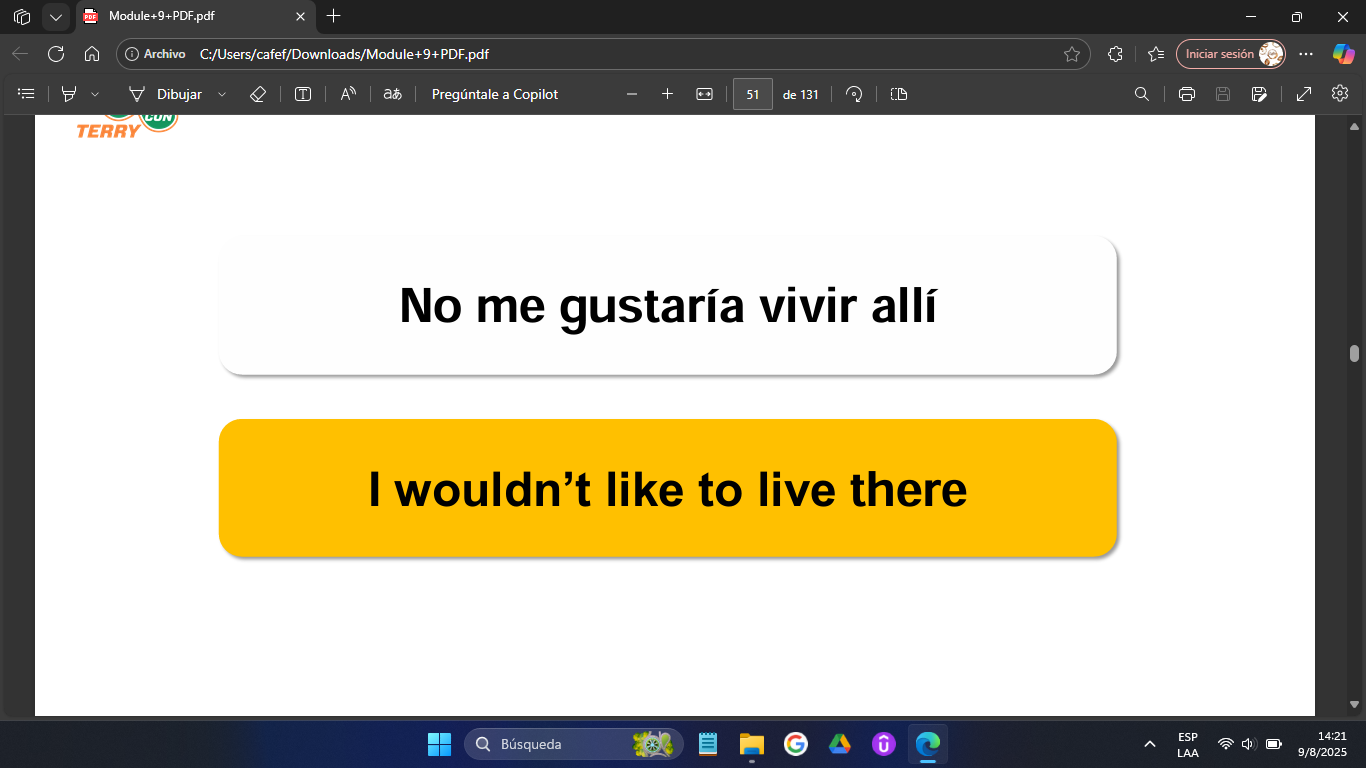 Module+9+PDF.pdf
Archivo C:/Users/cafef/Downloads/Module+9+PDF.pdf Iniciar sesión
Dibujar aあ Pregúntale a Copilot 51 de 131
CON
TERRY
No me gustaría vivir allí
I wouldn't like to live there
Búsqueda
ESP
LAA
14:21
9/8/2025